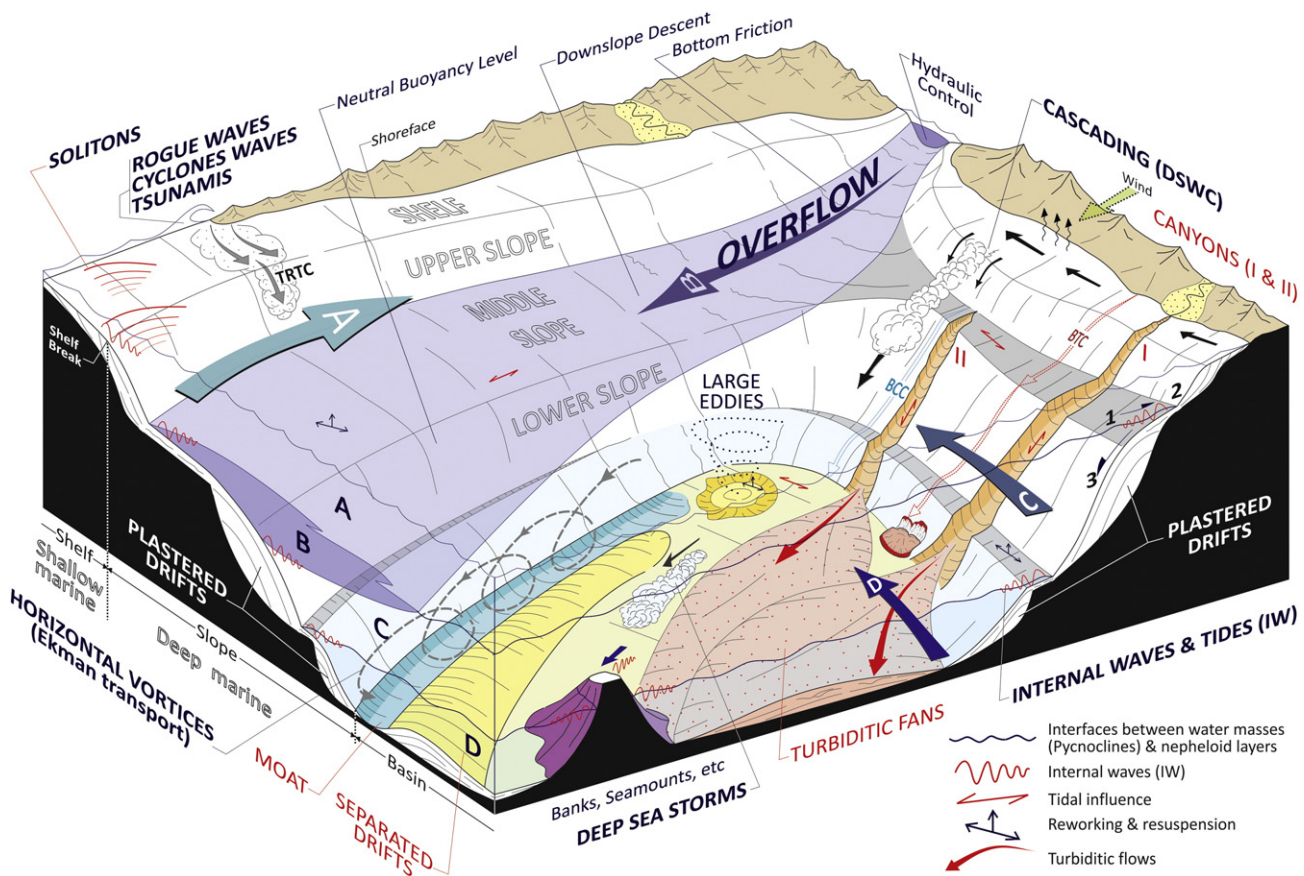 Neutral Buoyancy Level
Downslope Descent
Bottom Friction
Hydraulic
Control
CASCADING (DSWC)
Wind
CANYONS (I & II)
SOLITONS
ROGUE WAVES
CYCLONES WAVES
TSUNAMIS
Shoreface
SHELF
UPPER SLOPE
MIDDLE
SLOPE
LOWER SLOPE
OVERFLOW
B
TRTC
A
Shelf
Break
LARGE
EDDIES
BCC
II
BTC
I
1
2
3
C
A
B
C
D
D
PLASTERED
DRIFTS
PLASTERED
DRIFTS
Shelf
Shallow
marine
Slope
Deep marine
Basin
HORIZONTAL VORTICES
(Ekman transport)
MOAT
SEPARATED
DRIFTS
Banks, Seamounts, etc
DEEP SEA STORMS
TURBIDITIC FANS
INTERNAL WAVES & TIDES (IW)
Interfaces between water masses
(Pycnoclines) & nepheloid layers
Internal waves (IW)
Tidal influence
Reworking & resuspension
Turbiditic flows